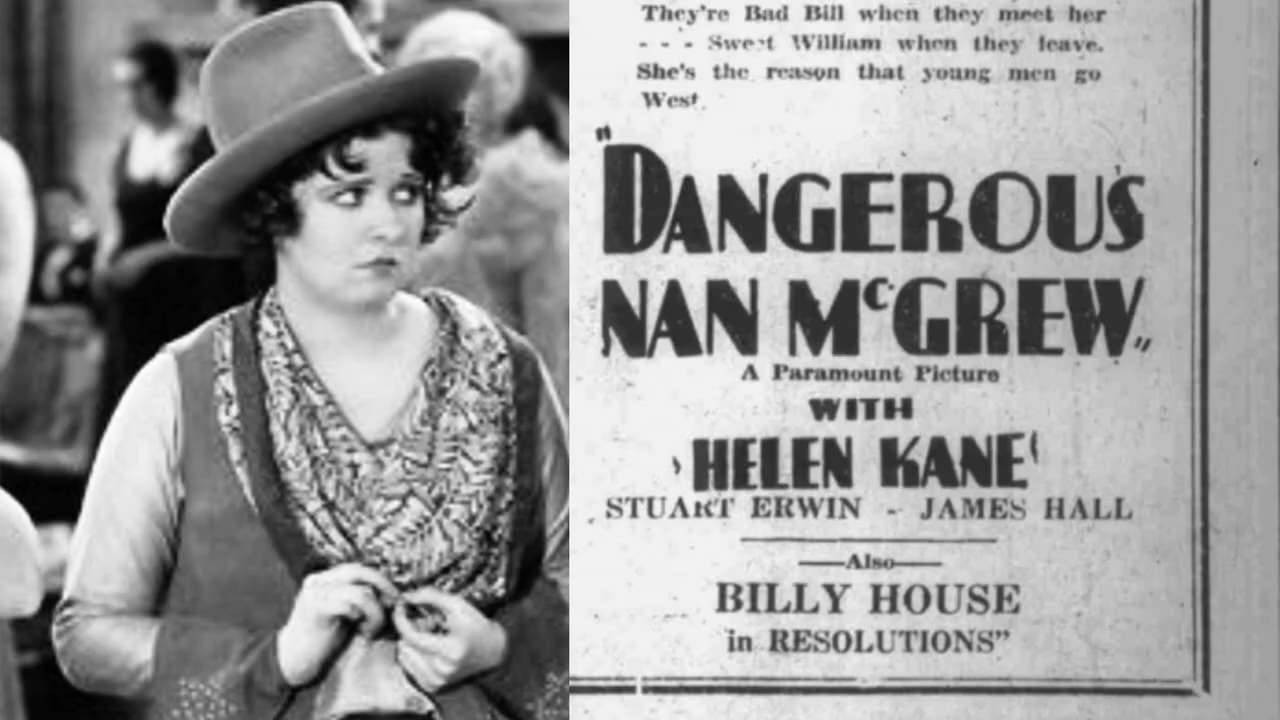 They're Bad Bill when they meet her
- - - Sweet William when they leave.
She's the reason that young men go
West.
"DANGEROUS
NAN McGREW"
A Paramount Picture
WITH
'HELEN KANE'
STUART ERWIN - JAMES HALL
Also
BILLY HOUSE
in RESOLUTIONS"